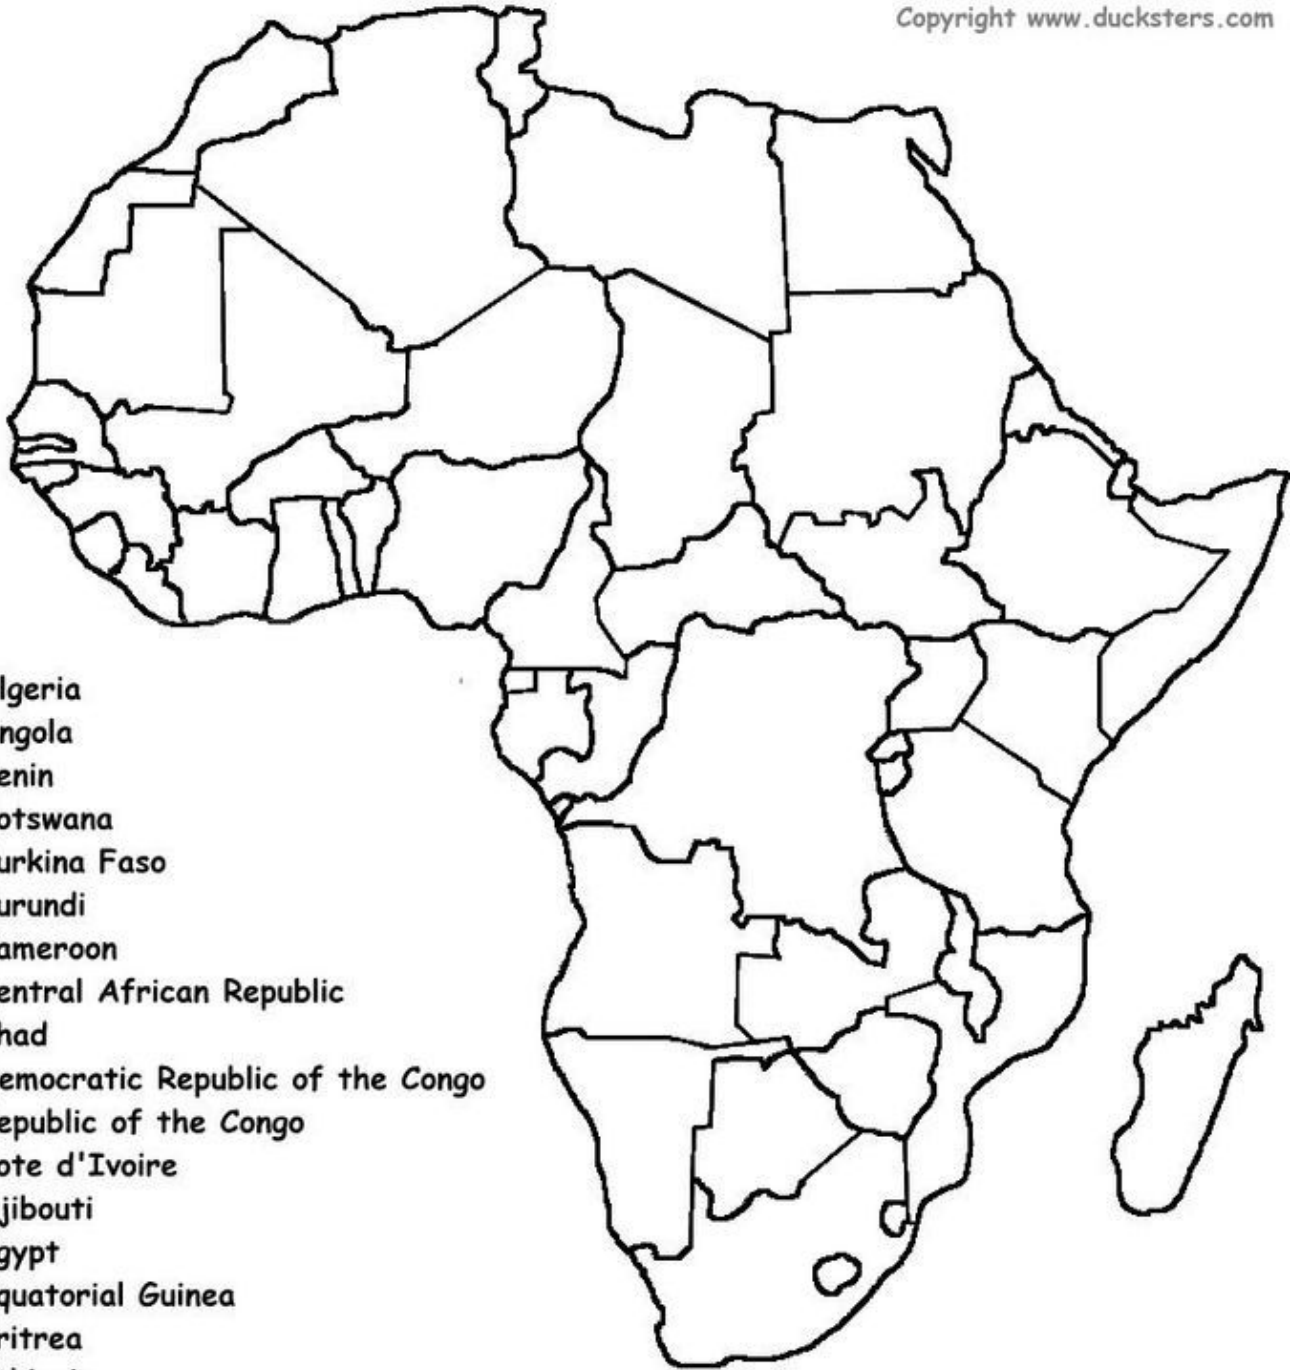 Copyright www.ducksters.com
lgeria
ngola
enin
otswana
urkina Faso
urundi
ameroon
entral African Republic
had
emocratic Republic of the Congo
epublic of the Congo
ote d'Ivoire
jibouti
gypt
quatorial Guinea
ritrea